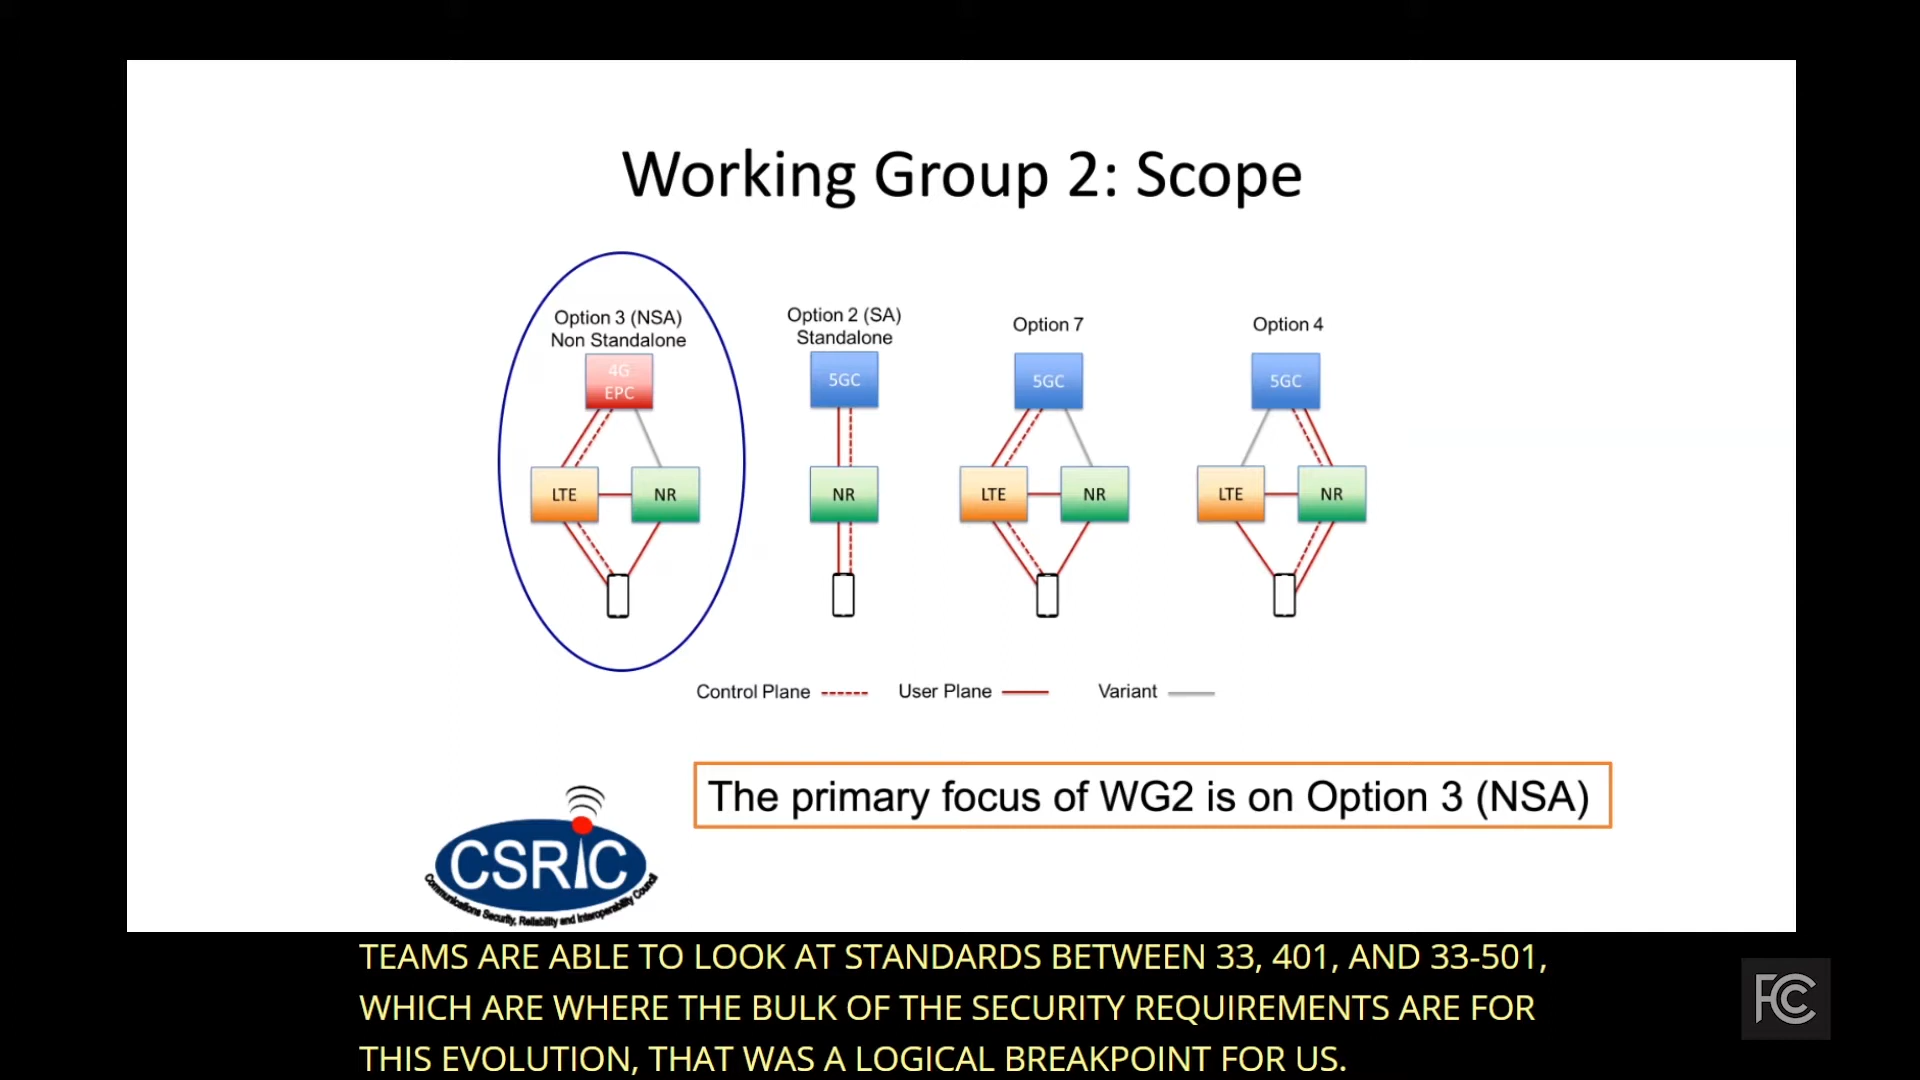 Working Group 2: Scope
Option 3 (NSA)
Non Standalone
4G
EPC
LTE
NR
Option 2 (SA)
Standalone
5GC
NR
Option 7
5GC
LTE
NR
Option 4
5GC
LTE
NR
Control Plane
User Plane
Variant
The primary focus of WG2 is on Option 3 (NSA)
CSRIC
Communications Security, Reliability and Interoperability Council
TEAMS ARE ABLE TO LOOK AT STANDARDS BETWEEN 33, 401, AND 33-501,
WHICH ARE WHERE THE BULK OF THE SECURITY REQUIREMENTS ARE FOR
THIS EVOLUTION, THAT WAS A LOGICAL BREAKPOINT FOR US.
FCC